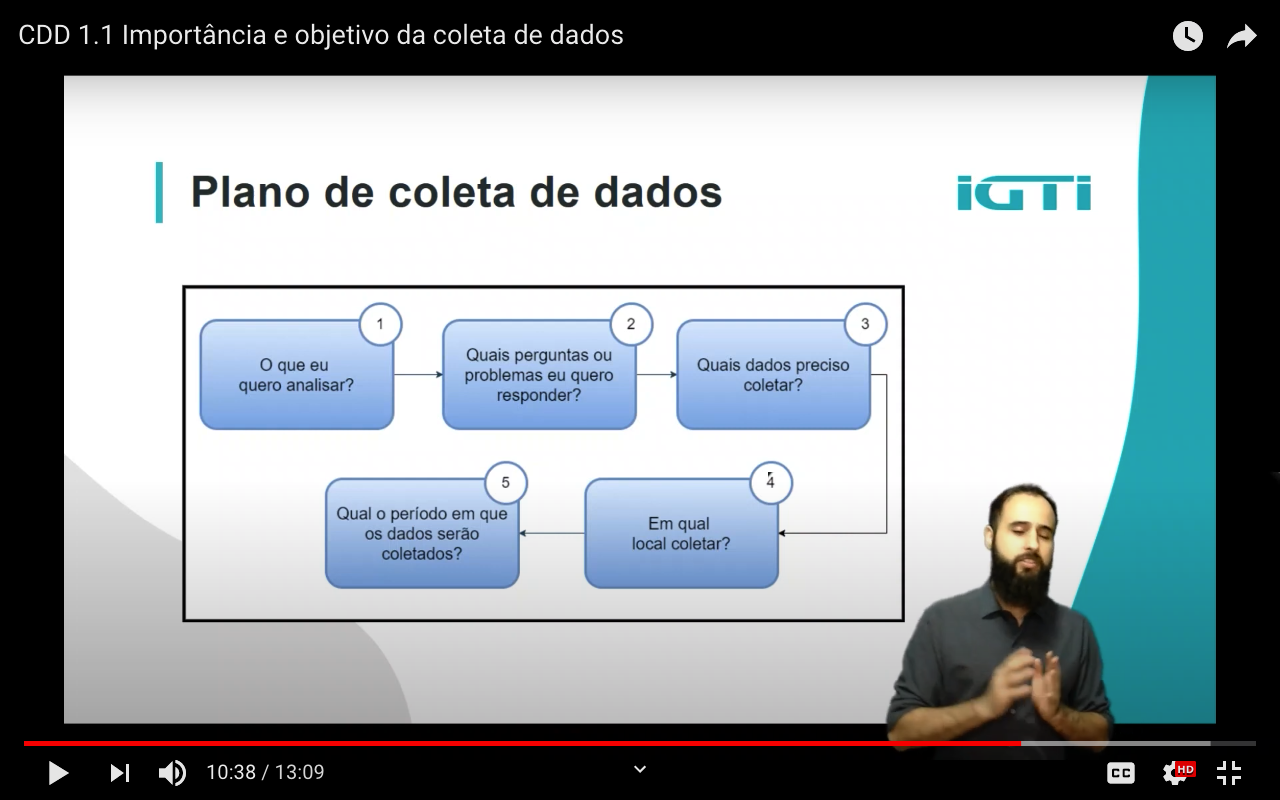 CDD 1.1 Importância e objetivo da coleta de dados
Plano de coleta de dados
iGTi
1
O que eu
quero analisar?
2
Quais perguntas ou
problemas eu quero
responder?
3
Quais dados preciso
coletar?
4
Em qual
local coletar?
5
Qual o período em que
os dados serão
coletados?
10:38 / 13:09
CC
HD